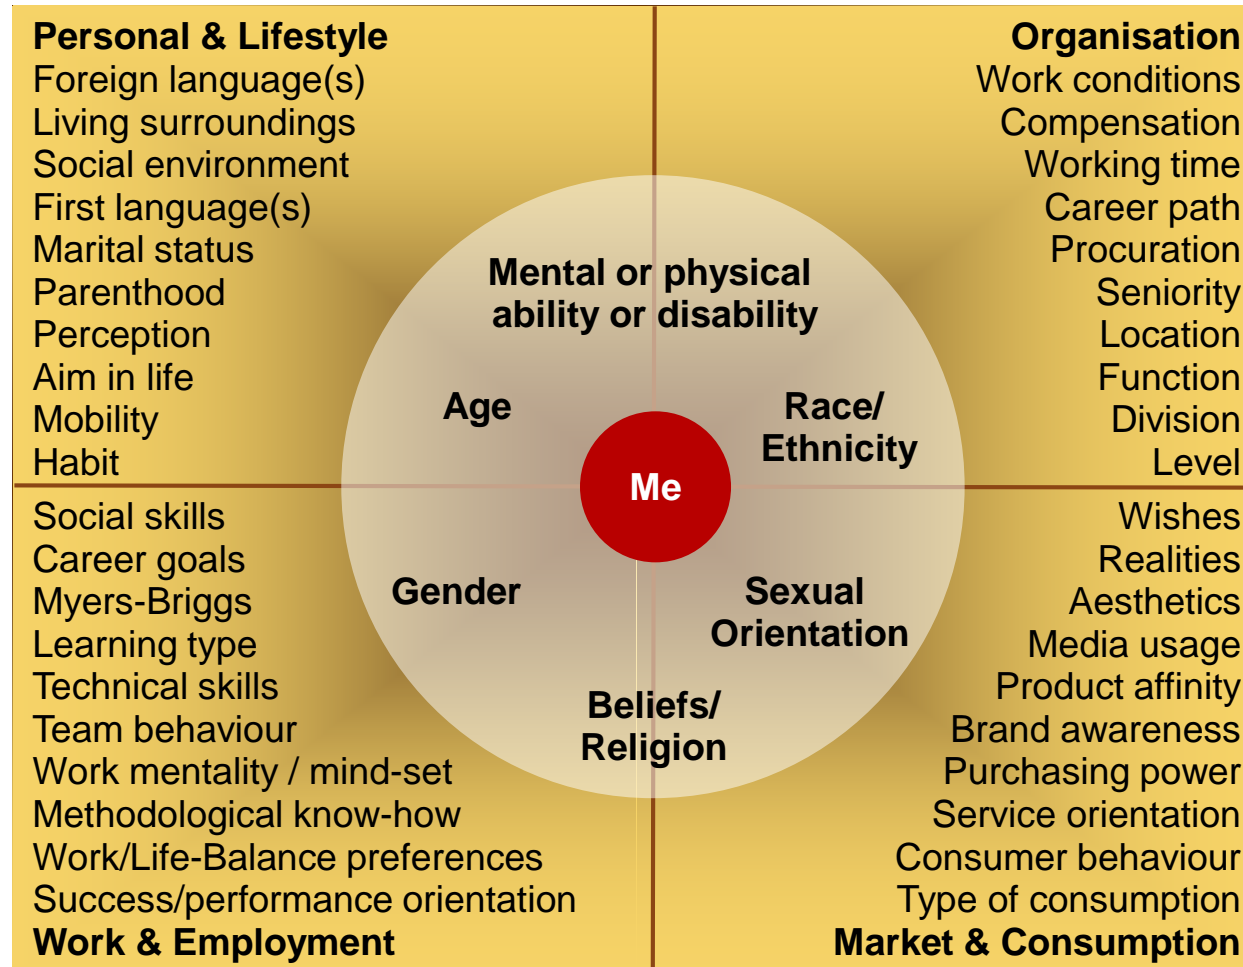 Personal & Lifestyle
Foreign language(s)
Living surroundings
Social environment
First language(s)
Marital status
Parenthood
Perception
Aim in life
Mobility
Habit
Organisation
Work conditions
Compensation
Working time
Career path
Procuration
Seniority
Location
Function
Division
Level
Mental or physical
ability or disability
Age
Race/
Ethnicity
Me
Gender
Sexual
Orientation
Beliefs/
Religion
Social skills
Career goals
Myers-Briggs
Learning type
Technical skills
Team behaviour
Work mentality / mind-set
Methodological know-how
Work/Life-Balance preferences
Success/performance orientation
Work & Employment
Wishes
Realities
Aesthetics
Media usage
Product affinity
Brand awareness
Purchasing power
Service orientation
Consumer behaviour
Type of consumption
Market & Consumption